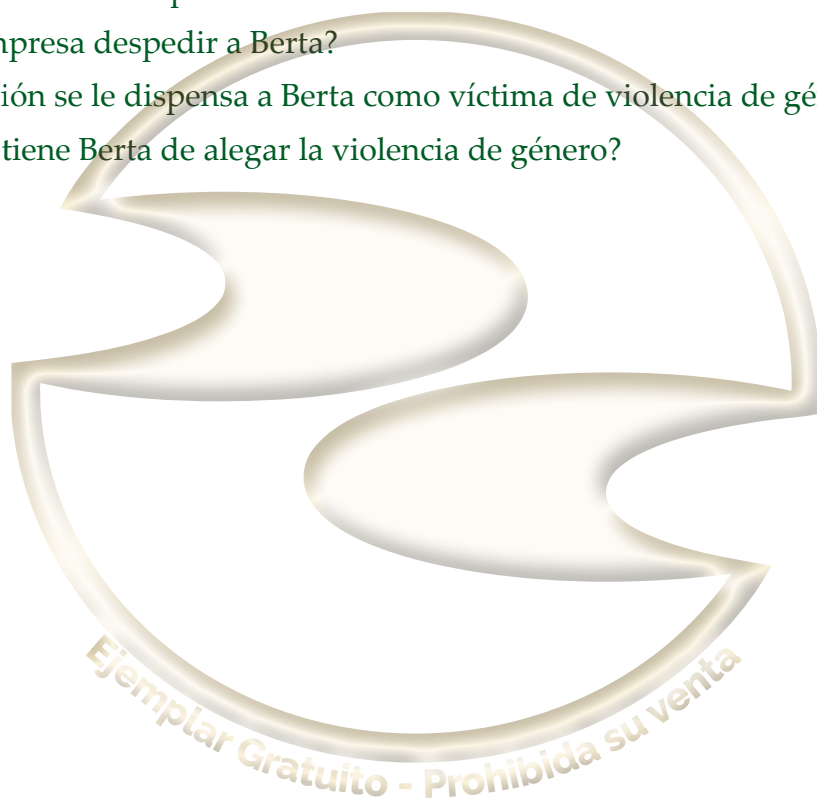 mpresa despedir a Berta?
ión se le dispensa a Berta como víctima de violencia de gé
tiene Berta de alegar la violencia de género?
Ejemplar Gratuito - Prohibida su venta